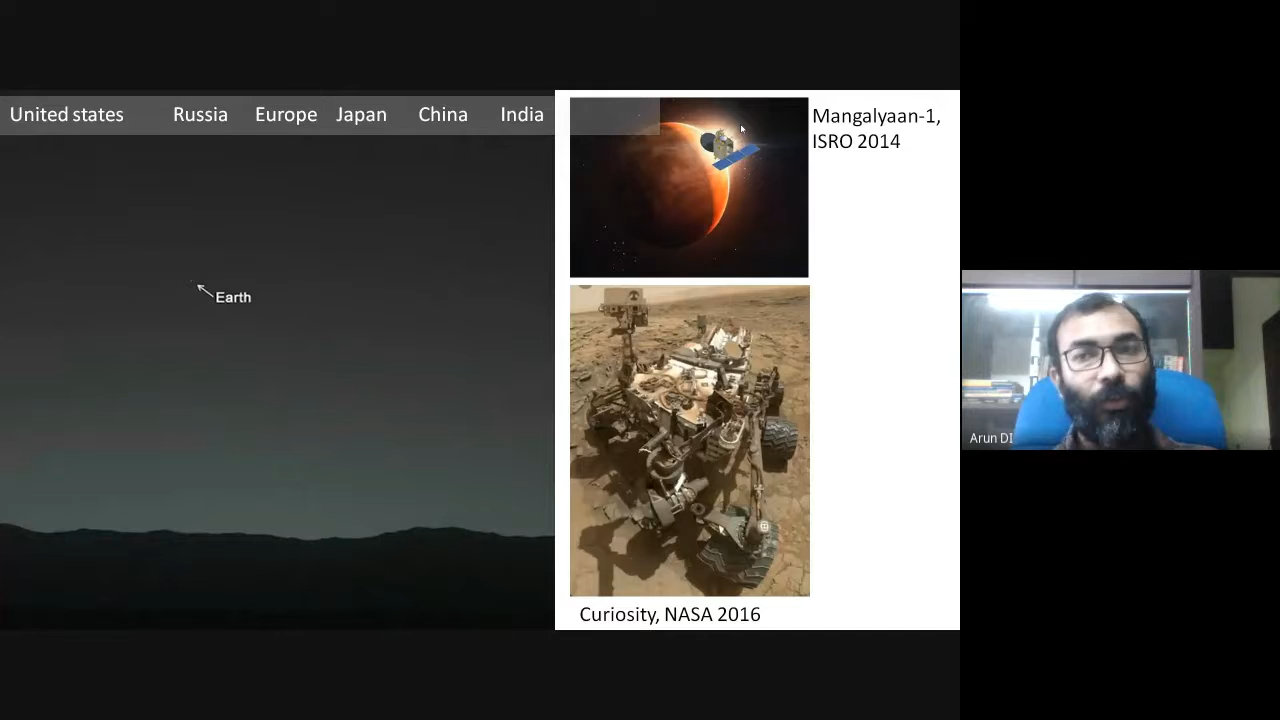 United states Russia Europe Japan China India
Mangalyaan-1,
ISRO 2014
Earth
Arun DI
Curiosity, NASA 2016